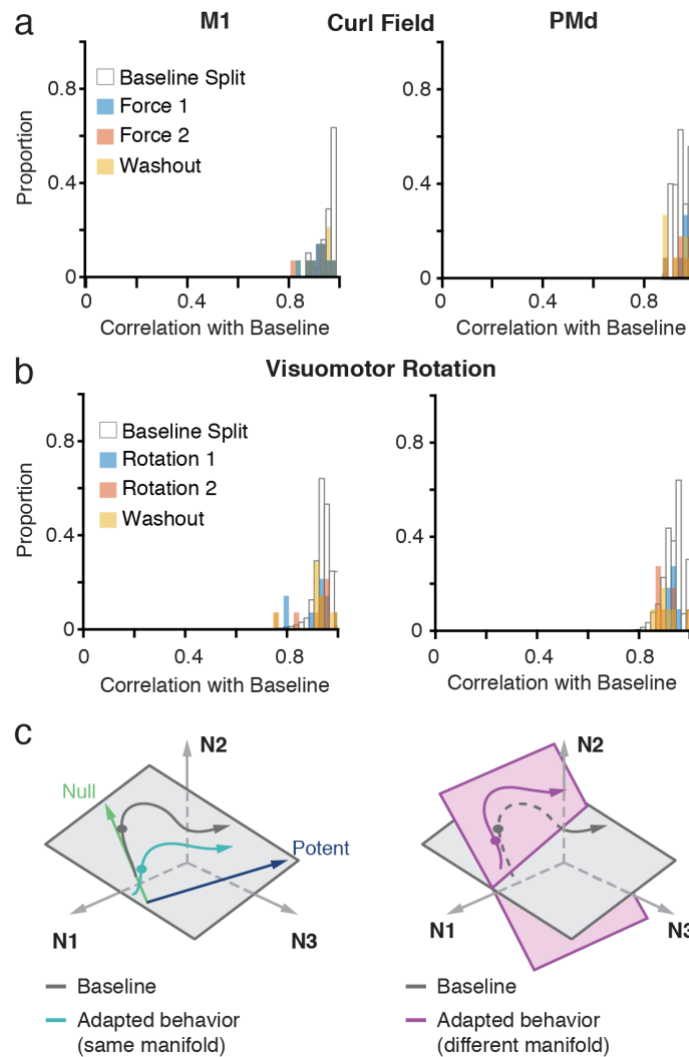 a
M1
Curl Field
PMd
0.8
0.4
0
Proportion
Baseline Split
Force 1
Force 2
Washout
0 0.4 0.8
Correlation with Baseline
0.8
0.4
0
0 0.4 0.8
Correlation with Baseline
b
Visuomotor Rotation
0.8
0.4
0
Proportion
Baseline Split
Rotation 1
Rotation 2
Washout
0 0.4 0.8
Correlation with Baseline
0.8
0.4
0
0 0.4 0.8
Correlation with Baseline
c
N2
Null
Potent
N1
N3
Baseline
Adapted behavior
(same manifold)
N2
N1
N3
Baseline
Adapted behavior
(different manifold)